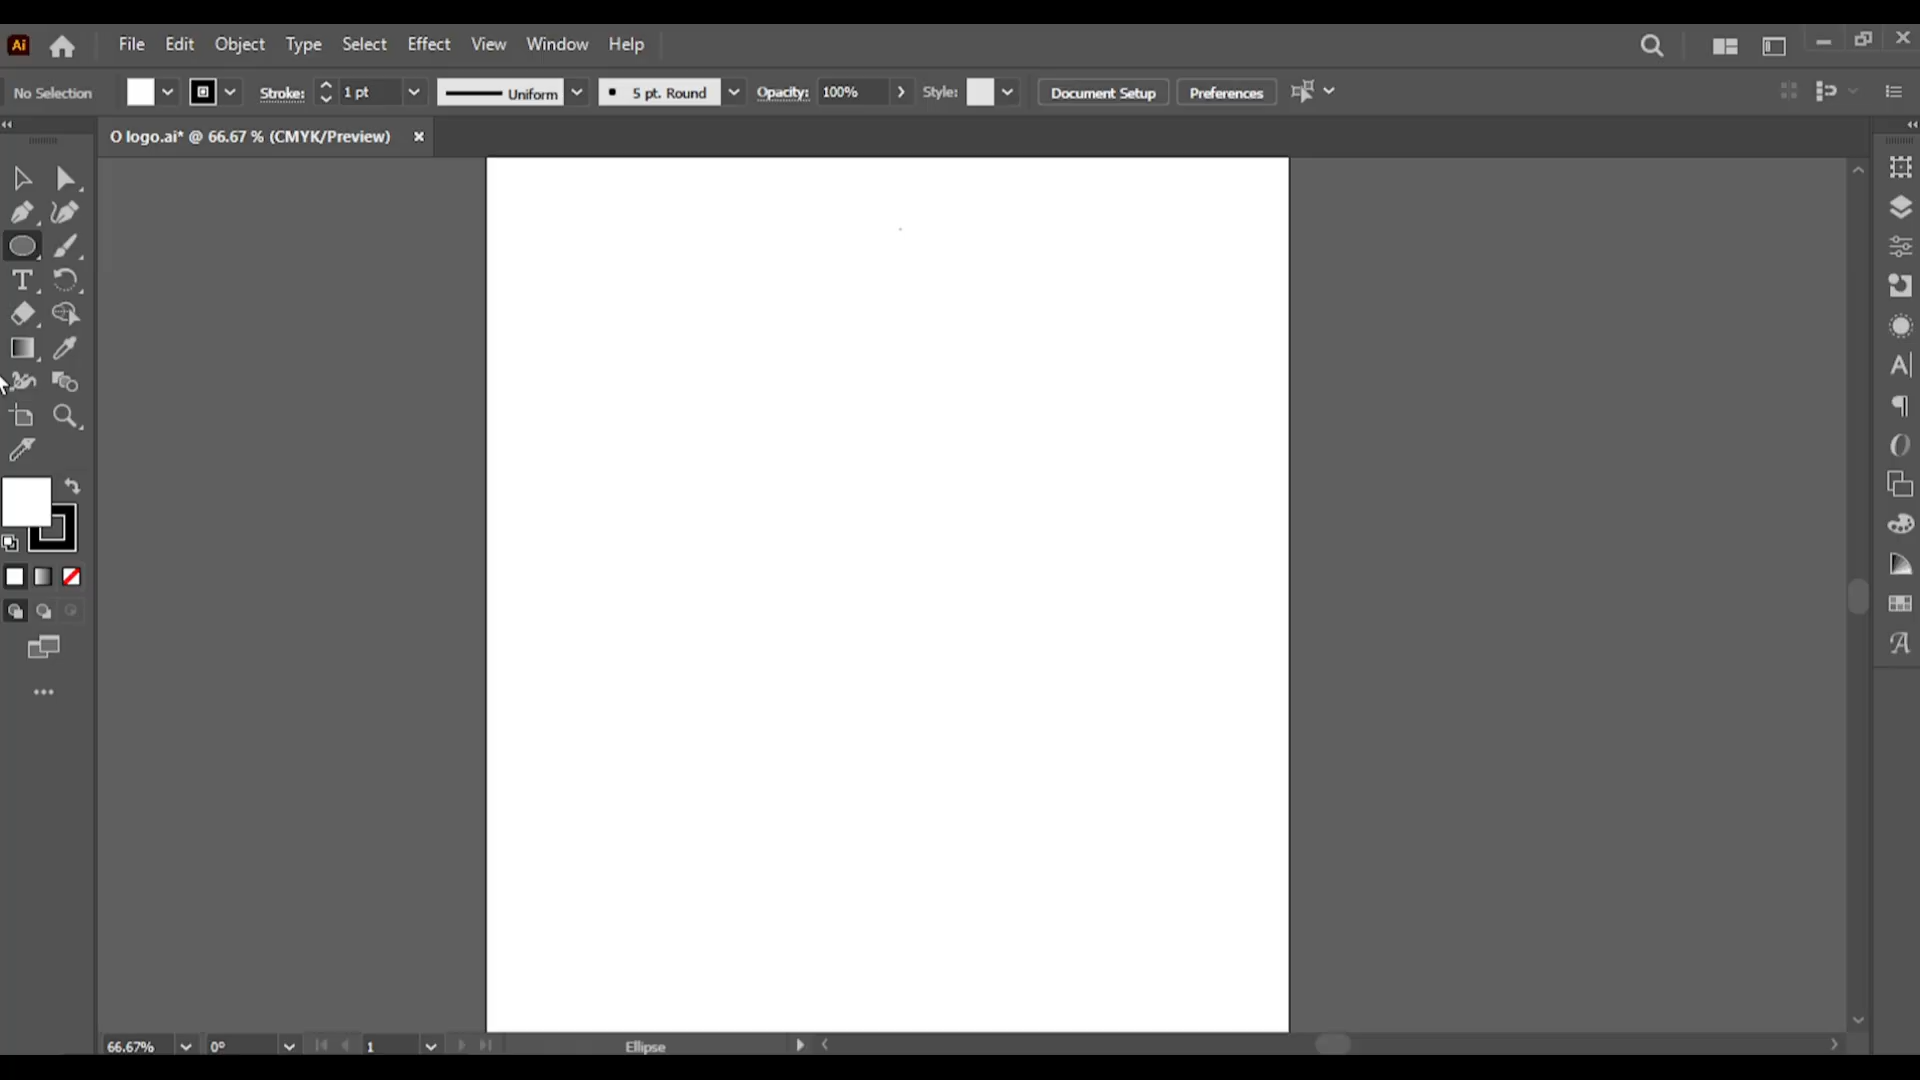 Ai File Edit Object Type Select Effect View Window Help
No Selection Stroke: 1 pt Uniform 5 pt. Round Opacity: 100% Style: Document Setup Preferences
O logo.ai* @ 66.67 % (CMYK/Preview)
66.67% 0° 1 Ellipse